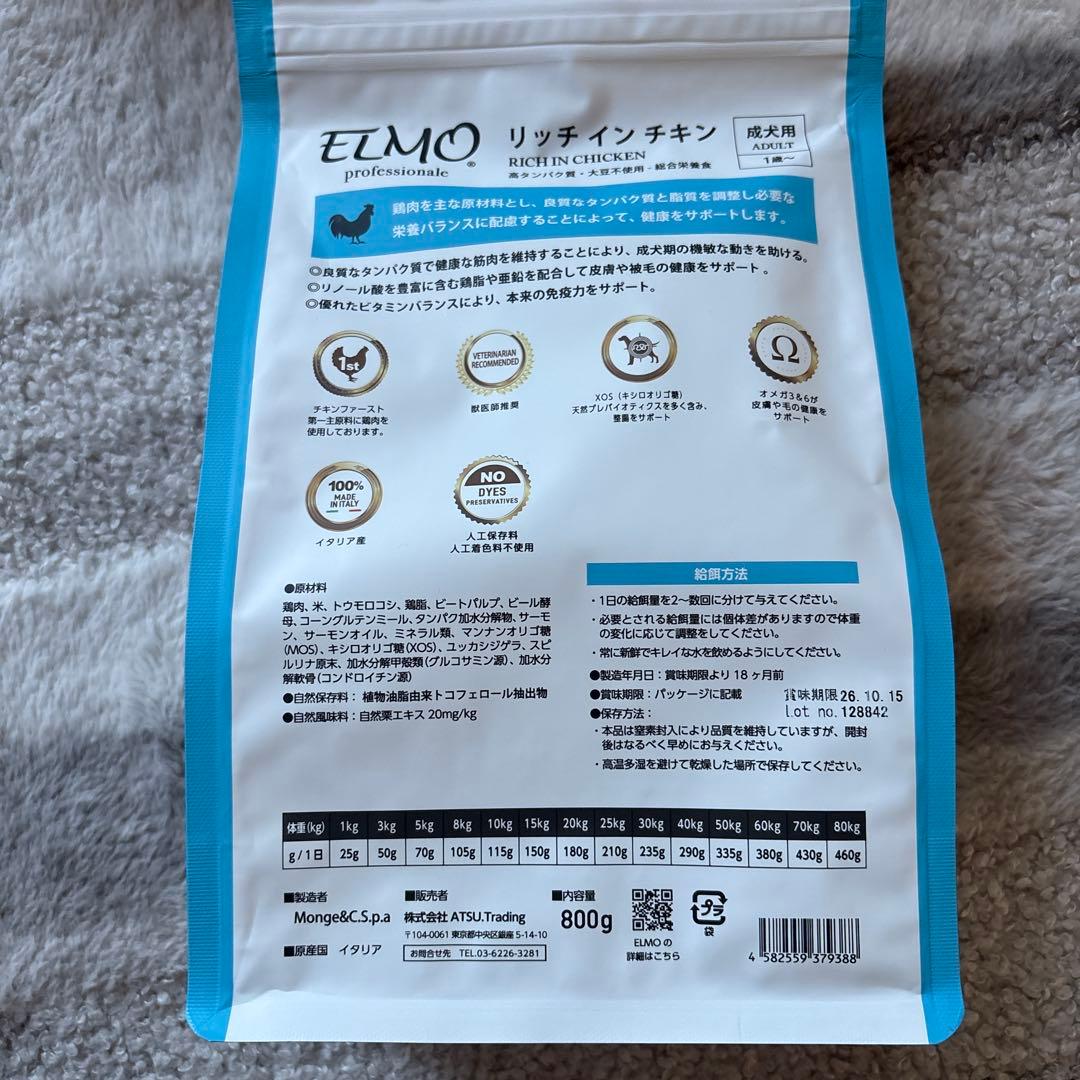 ELMO®
professionale
リッチ イン チキン
RICH IN CHICKEN
高タンパク質・大豆不使用 - 総合栄養食
成犬用
ADULT
1歳～
鶏肉を主な原材料とし、良質なタンパク質と脂質を調整し必要な
栄養バランスに配慮することによって、健康をサポートします。
◎良質なタンパク質で健康な筋肉を維持することにより、成犬期の機敏な動きを助ける。
◎リノール酸を豊富に含む鶏脂や亜鉛を配合して皮膚や被毛の健康をサポート。
◎優れたビタミンバランスにより、本来の免疫力をサポート。
1st
チキンファースト
第一主原料に鶏肉を
使用しております。
VETERINARIAN
RECOMMENDED
獣医師推奨
XOS（キシロオリゴ糖）
天然プレバイオティクスを多く含み、
整腸をサポート
Ω
オメガ3＆6が
皮膚や毛の健康を
サポート
100%
MADE
IN ITALY
イタリア産
NO
DYES
PRESERVATIVES
人工保存料
人工着色料不使用
●原材料
鶏肉、米、トウモロコシ、鶏脂、ビートパルプ、ビール酵
母、コーングルテンミール、タンパク加水分解物、サーモ
ン、サーモンオイル、ミネラル類、マンナンオリゴ糖
(MOS)、キシロオリゴ糖(XOS)、ユッカシジゲラ、スピ
ルリナ原末、加水分解甲殻類(グルコサミン源)、加水分
解軟骨(コンドロイチン源)
●自然保存料：植物油脂由来トコフェロール抽出物
●自然風味料：自然栗エキス 20mg/kg
給餌方法
・1日の給餌量を2～数回に分けて与えてください。
・必要とされる給餌量には個体差がありますので体重
の変化に応じて調整をしてください。
・常に新鮮でキレイな水を飲めるようにしてください。
●製造年月日：賞味期限より18ヶ月前
●賞味期限：パッケージに記載
賞味期限 26.10.15
Lot no. 128842
●保存方法：
・本品は窒素封入により品質を維持していますが、開封
後はなるべく早めにお与えください。
・高温多湿を避けて乾燥した場所で保存してください。
体重(kg) 1kg 3kg 5kg 8kg 10kg 15kg 20kg 25kg 30kg 40kg 50kg 60kg 70kg 80kg
g/1日 25g 50g 70g 105g 115g 150g 180g 210g 235g 290g 335g 380g 430g 460g
■製造者
Monge&C.S.p.a
■原産国 イタリア
■販売者
株式会社 ATSU.Trading
〒104-0061 東京都中央区銀座 5-14-10
お問合せ先 TEL.03-6226-3281
■内容量
800g
ELMOの
詳細はこちら
プラ
袋
4 582559 379388